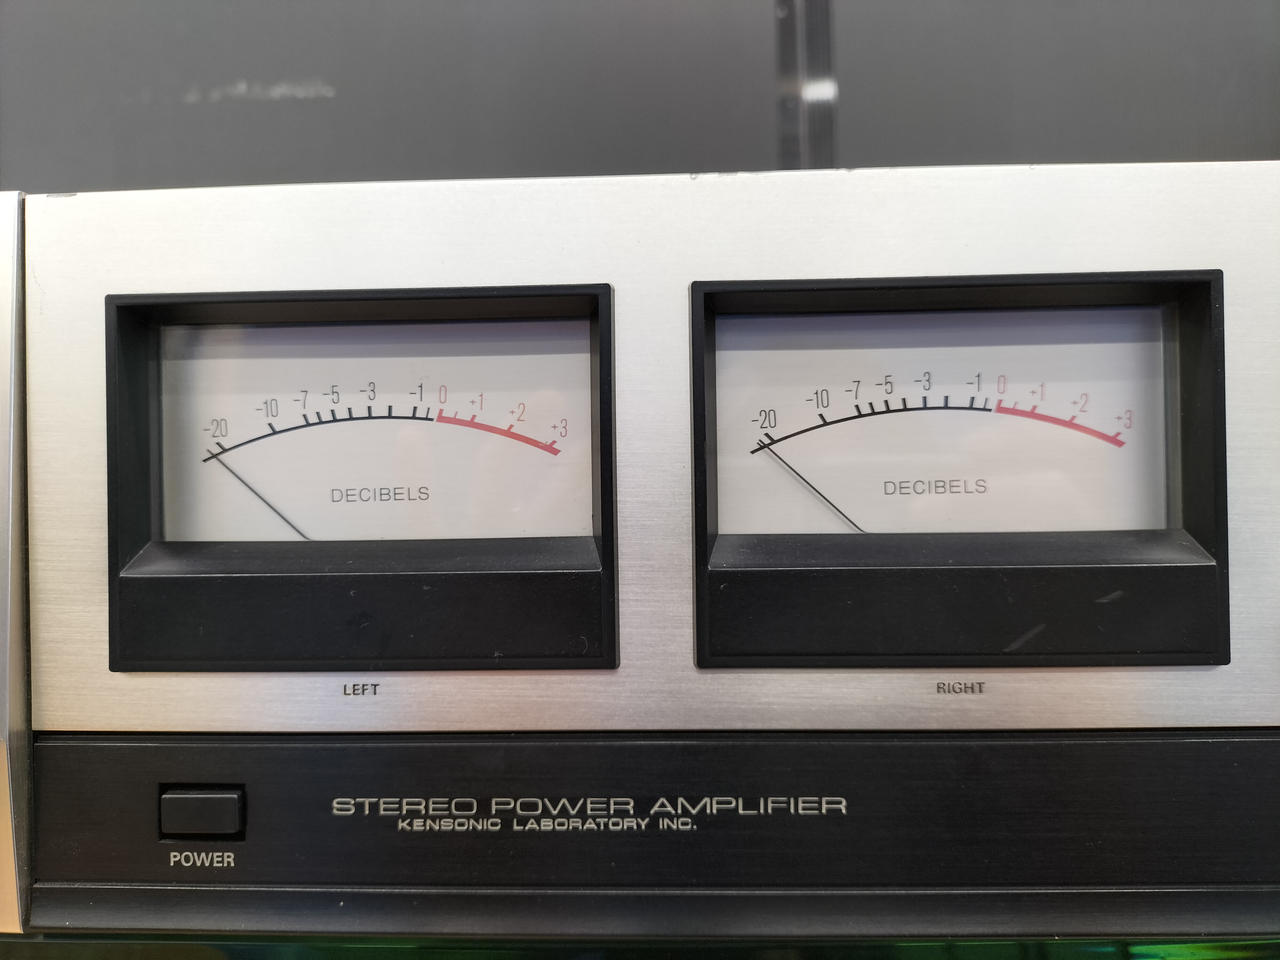 -20 -10 -7 -5 -3 -1 0 +1 +2 +3
DECIBELS
LEFT
-20 -10 -7 -5 -3 -1 0 +1 +2 +3
DECIBELS
RIGHT
POWER
STEREO POWER AMPLIFIER
KENSONIC LABORATORY INC.